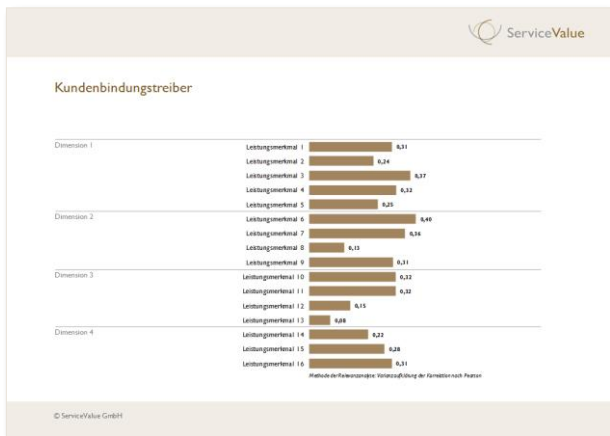 ServiceValue
Kundenbindungstreiber
Dimension 1
Leistungsmerkmal 1 0,31
Leistungsmerkmal 2 0,24
Leistungsmerkmal 3 0,37
Leistungsmerkmal 4 0,32
Leistungsmerkmal 5 0,25
Dimension 2
Leistungsmerkmal 6 0,40
Leistungsmerkmal 7 0,36
Leistungsmerkmal 8 0,13
Leistungsmerkmal 9 0,31
Dimension 3
Leistungsmerkmal 10 0,32
Leistungsmerkmal 11 0,32
Leistungsmerkmal 12 0,15
Leistungsmerkmal 13 0,08
Dimension 4
Leistungsmerkmal 14 0,22
Leistungsmerkmal 15 0,28
Leistungsmerkmal 16 0,31
Methode der Relevanzanalyse: Varianzaufklärung der Korrelation nach Pearson
© ServiceValue GmbH